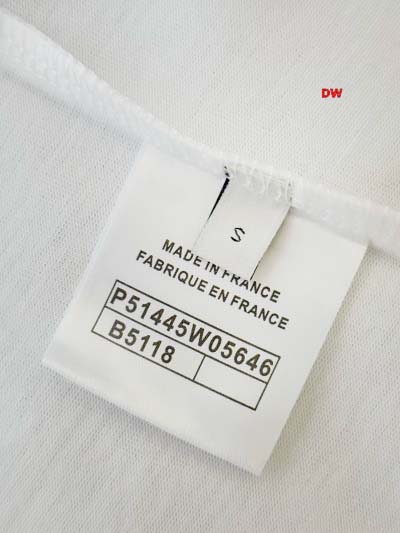 DW
S
MADE IN FRANCE
FABRIQUE EN FRANCE
P51445W05646
B5118